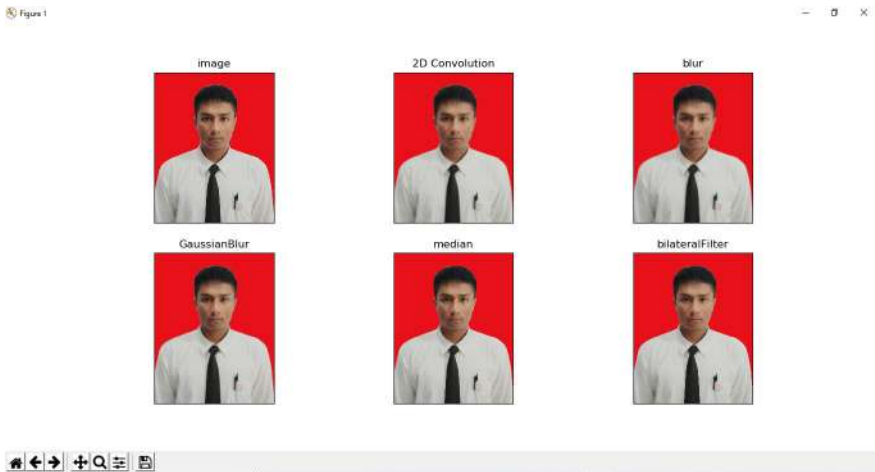 Figure 1
image
2D Convolution
blur
GaussianBlur
median
bilateralFilter